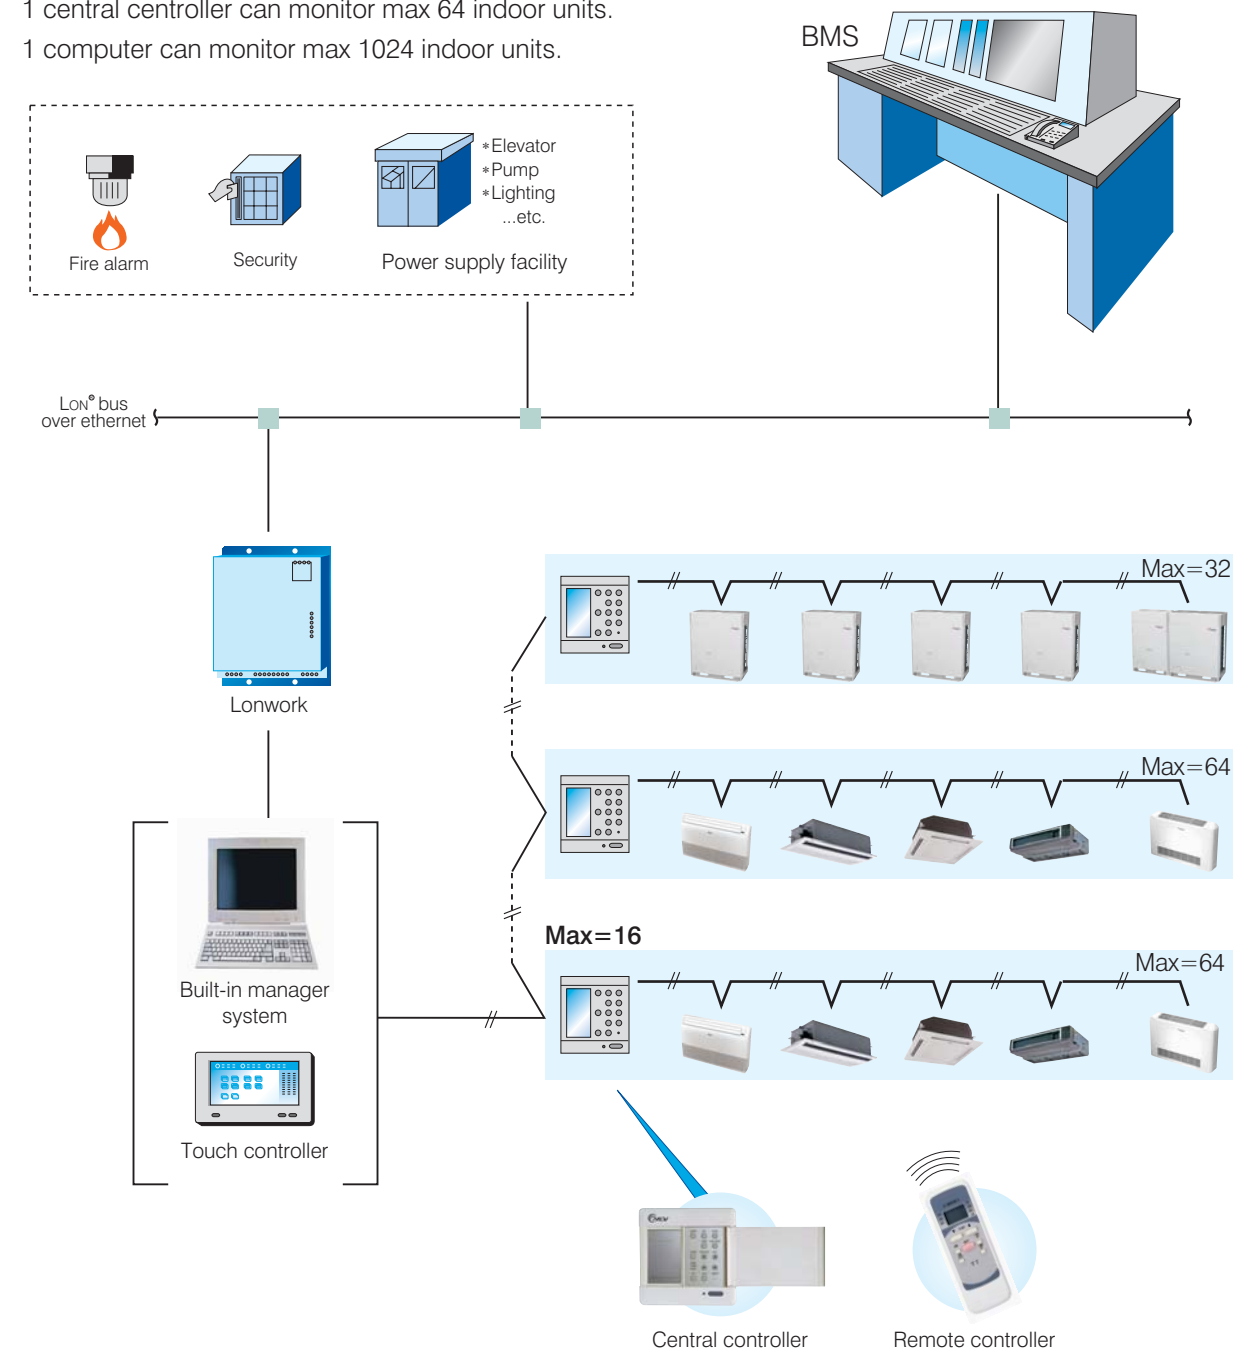 1 central controller can monitor max 64 indoor units.
1 computer can monitor max 1024 indoor units.
BMS
*Elevator
*Pump
*Lighting
...etc.
Fire alarm
Security
Power supply facility
LON® bus
over ethernet
Max=32
Lonwork
Max=64
Max=16
Max=64
Built-in manager
system
Touch controller
Central controller
Remote controller